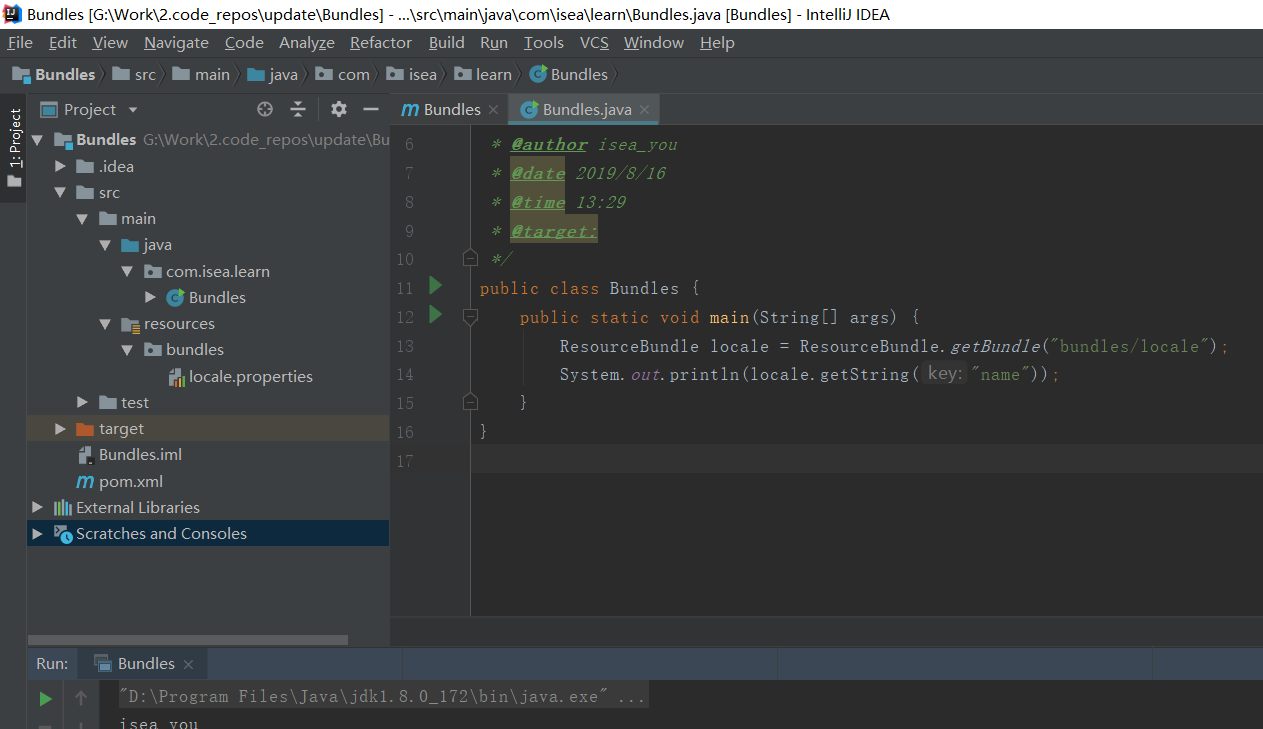 Bundles [G:\Work\2.code_repos\update\Bundles] - ...\src\main\java\com\isea\learn\Bundles.java [Bundles] - IntelliJ IDEA
File Edit View Navigate Code Analyze Refactor Build Run Tools VCS Window Help
Bundles src main java com isea learn Bundles
1: Project
Project
Bundles G:\Work\2.code_repos\update\Bu
.idea
src
main
java
com.isea.learn
Bundles
resources
bundles
locale.properties
test
target
Bundles.iml
m pom.xml
External Libraries
Scratches and Consoles
m Bundles Bundles.java
6 * @author isea_you
7 * @date 2019/8/16
8 * @time 13:29
9 * @target:
10 */
11 public class Bundles {
12 public static void main(String[] args) {
13 ResourceBundle locale = ResourceBundle.getBundle("bundles/locale");
14 System.out.println(locale.getString( key: "name"));
15 }
16 }
17
Run: Bundles
"D:\Program Files\Java\jdk1.8.0_172\bin\java.exe" ...
isea_you